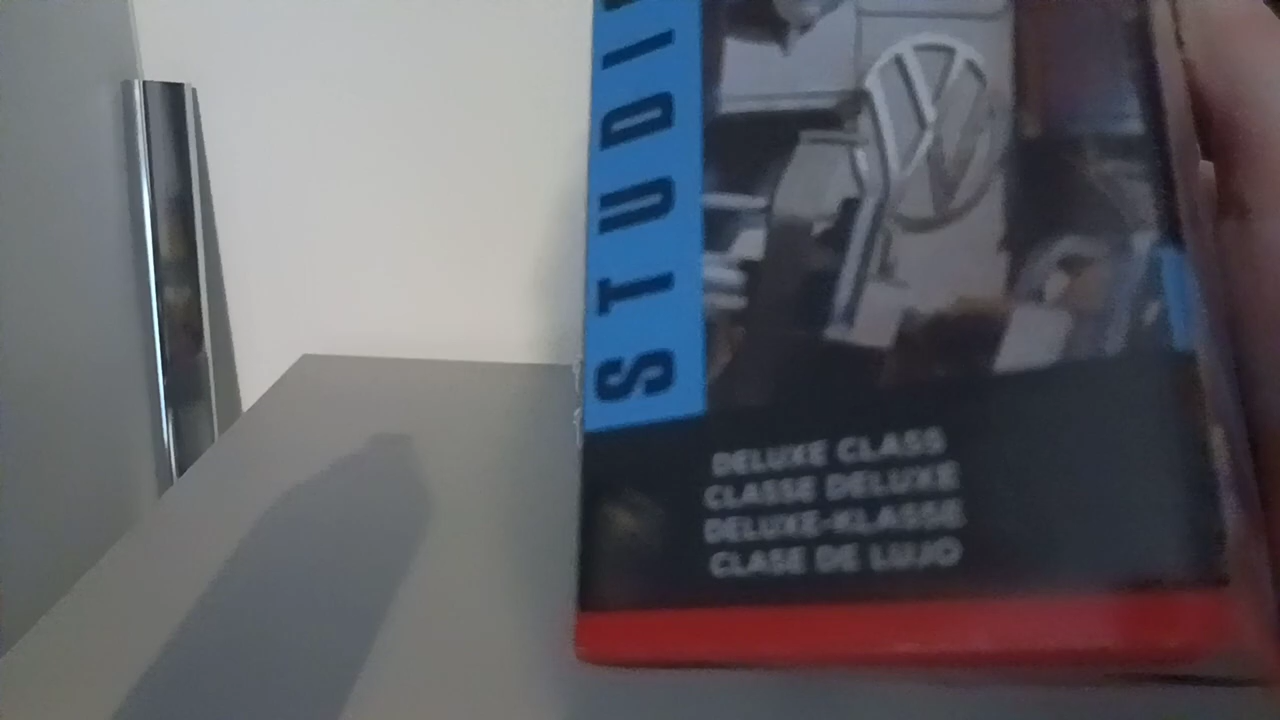 STUDI
DELUXE CLASS
CLASSE DELUXE
DELUXE-KLASSE
CLASE DE LUJO